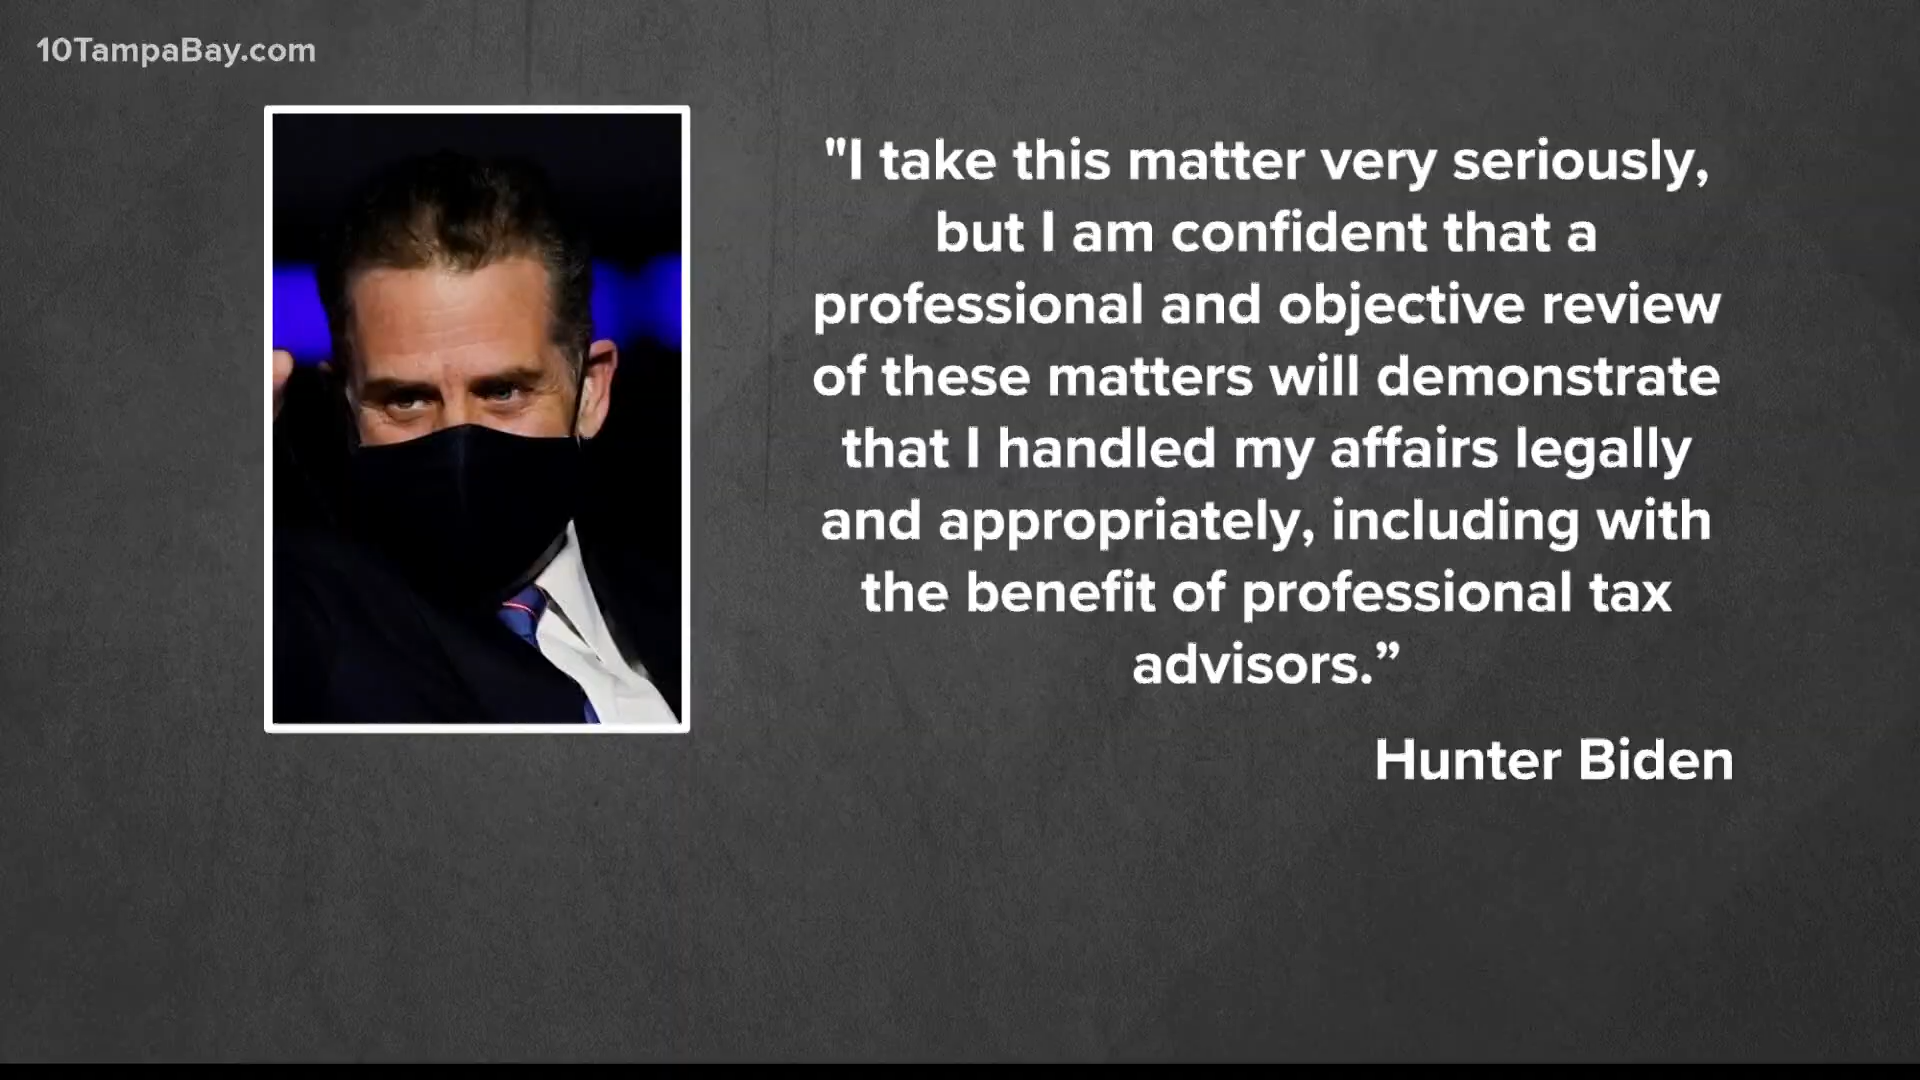 10TampaBay.com
"I take this matter very seriously,
but I am confident that a
professional and objective review
of these matters will demonstrate
that I handled my affairs legally
and appropriately, including with
the benefit of professional tax
advisors.”
Hunter Biden